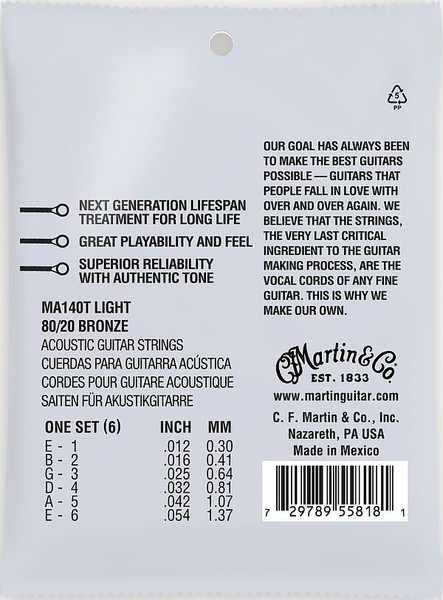 5
PP
OUR GOAL HAS ALWAYS BEEN
TO MAKE THE BEST GUITARS
POSSIBLE — GUITARS THAT
PEOPLE FALL IN LOVE WITH
OVER AND OVER AGAIN. WE
BELIEVE THAT THE STRINGS,
THE VERY LAST CRITICAL
INGREDIENT TO THE GUITAR
MAKING PROCESS, ARE THE
VOCAL CORDS OF ANY FINE
GUITAR. THIS IS WHY WE
MAKE OUR OWN.
NEXT GENERATION LIFESPAN
TREATMENT FOR LONG LIFE
GREAT PLAYABILITY AND FEEL
SUPERIOR RELIABILITY
WITH AUTHENTIC TONE
MA140T LIGHT
80/20 BRONZE
ACOUSTIC GUITAR STRINGS
CUERDAS PARA GUITARRA ACÚSTICA
CORDES POUR GUITARE ACOUSTIQUE
SAITEN FÜR AKUSTIKGITARRE
ONE SET (6) INCH MM
E - 1 .012 0.30
B - 2 .016 0.41
G - 3 .025 0.64
D - 4 .032 0.81
A - 5 .042 1.07
E - 6 .054 1.37
Martin & Co.
EST. 1833
www.martinguitar.com
C. F. Martin & Co., Inc.
Nazareth, PA USA
Made in Mexico
7 29789 55818 1